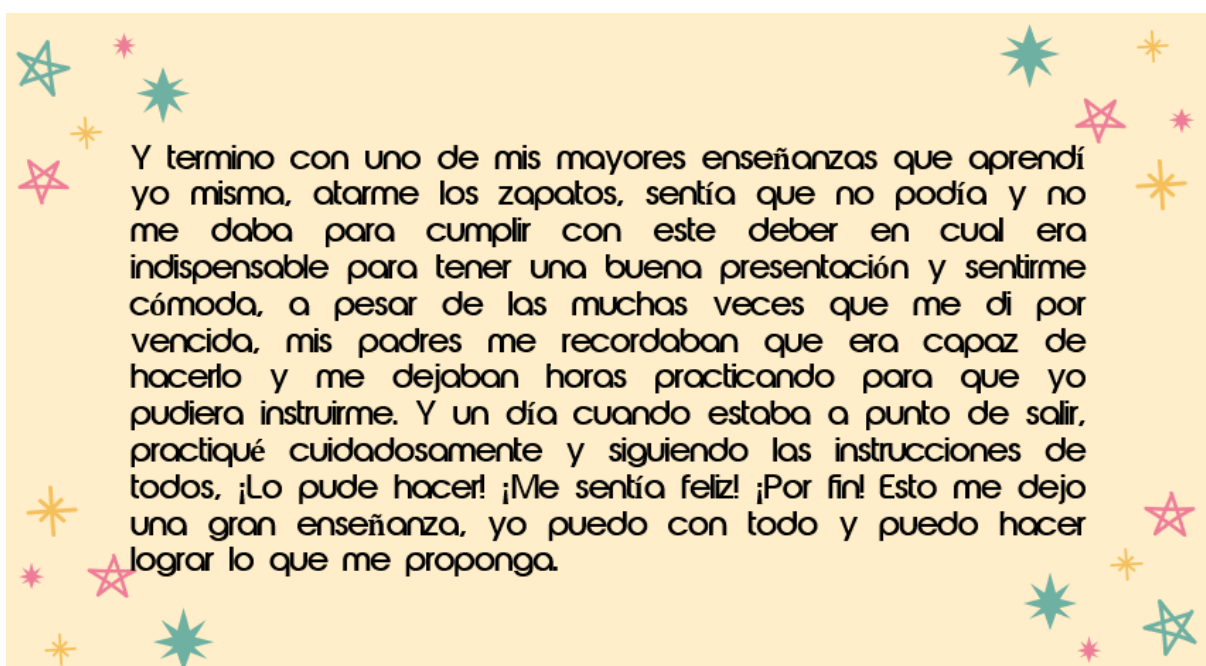 Y termino con uno de mis mayores enseñanzas que aprendí
yo misma, atarme los zapatos, sentía que no podía y no
me daba para cumplir con este deber en cual era
indispensable para tener una buena presentación y sentirme
cómoda, a pesar de las muchas veces que me di por
vencida, mis padres me recordaban que era capaz de
hacerlo y me dejaban horas practicando para que yo
pudiera instruirme. Y un día cuando estaba a punto de salir,
practiqué cuidadosamente y siguiendo las instrucciones de
todos, ¡Lo pude hacer! ¡Me sentía feliz! ¡Por fin! Esto me dejo
una gran enseñanza, yo puedo con todo y puedo hacer
lograr lo que me proponga.